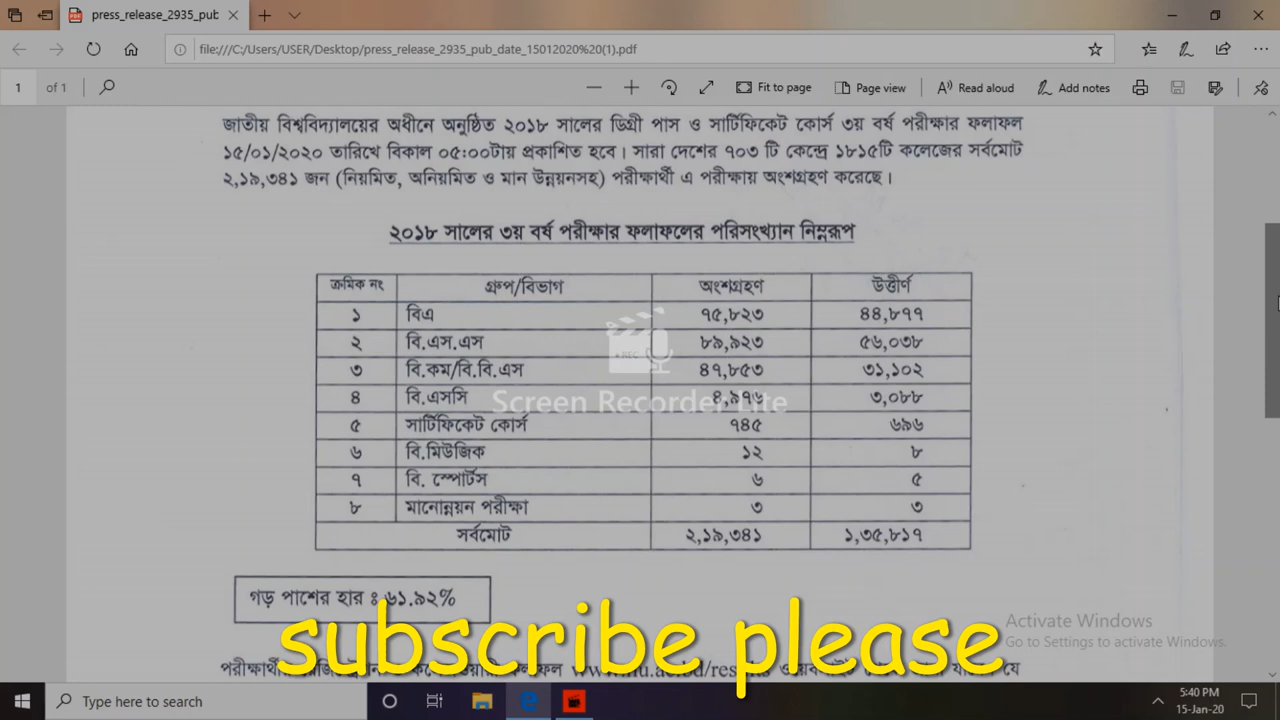 press_release_2935_pub
file:///C:/Users/USER/Desktop/press_release_2935_pub_date_15012020%20(1).pdf
1 of 1 Fit to page Page view Read aloud Add notes
জাতীয় বিশ্ববিদ্যালয়ের অধীনে অনুষ্ঠিত ২০১৮ সালের ডিগ্রী পাস ও সার্টিফিকেট কোর্স ৩য় বর্ষ পরীক্ষার ফলাফল
১৫/০১/২০২০ তারিখে বিকাল ০৫:০০টায় প্রকাশিত হবে। সারা দেশের ৭০৩ টি কেন্দ্রে ১৮১৫টি কলেজের সর্বমোট
২,১৯,৩৪১ জন (নিয়মিত, অনিয়মিত ও মান উন্নয়নসহ) পরীক্ষার্থী এ পরীক্ষায় অংশগ্রহণ করেছে।
২০১৮ সালের ৩য় বর্ষ পরীক্ষার ফলাফলের পরিসংখ্যান নিম্নরূপ
ক্রমিক নং গ্রুপ/বিভাগ অংশগ্রহণ উত্তীর্ণ
১ বিএ ৭৫,৮২৩ ৪৪,৮৭৭
২ বি.এস.এস ৮৯,৯২৩ ৫৬,০৩৮
৩ বি.কম/বি.বি.এস ৪৭,৮৫৩ ৩১,১০২
৪ বি.এসসি ৪,৯৭৬ ৩,০৮৮
৫ সার্টিফিকেট কোর্স ৭৪৫ ৬৯৬
৬ বি.মিউজিক ১২ ৮
৭ বি. স্পোর্টস ৬ ৫
৮ মানোন্নয়ন পরীক্ষা ৩ ৩
সর্বমোট ২,১৯,৩৪১ ১,৩৫,৮১৭
REC
Screen Recorder Lite
গড় পাশের হার : ৬১.৯২%
subscribe please
Activate Windows
Go to Settings to activate Windows.
পরীক্ষার্থীর ফলাফল
Type here to search
5:40 PM
15-Jan-20